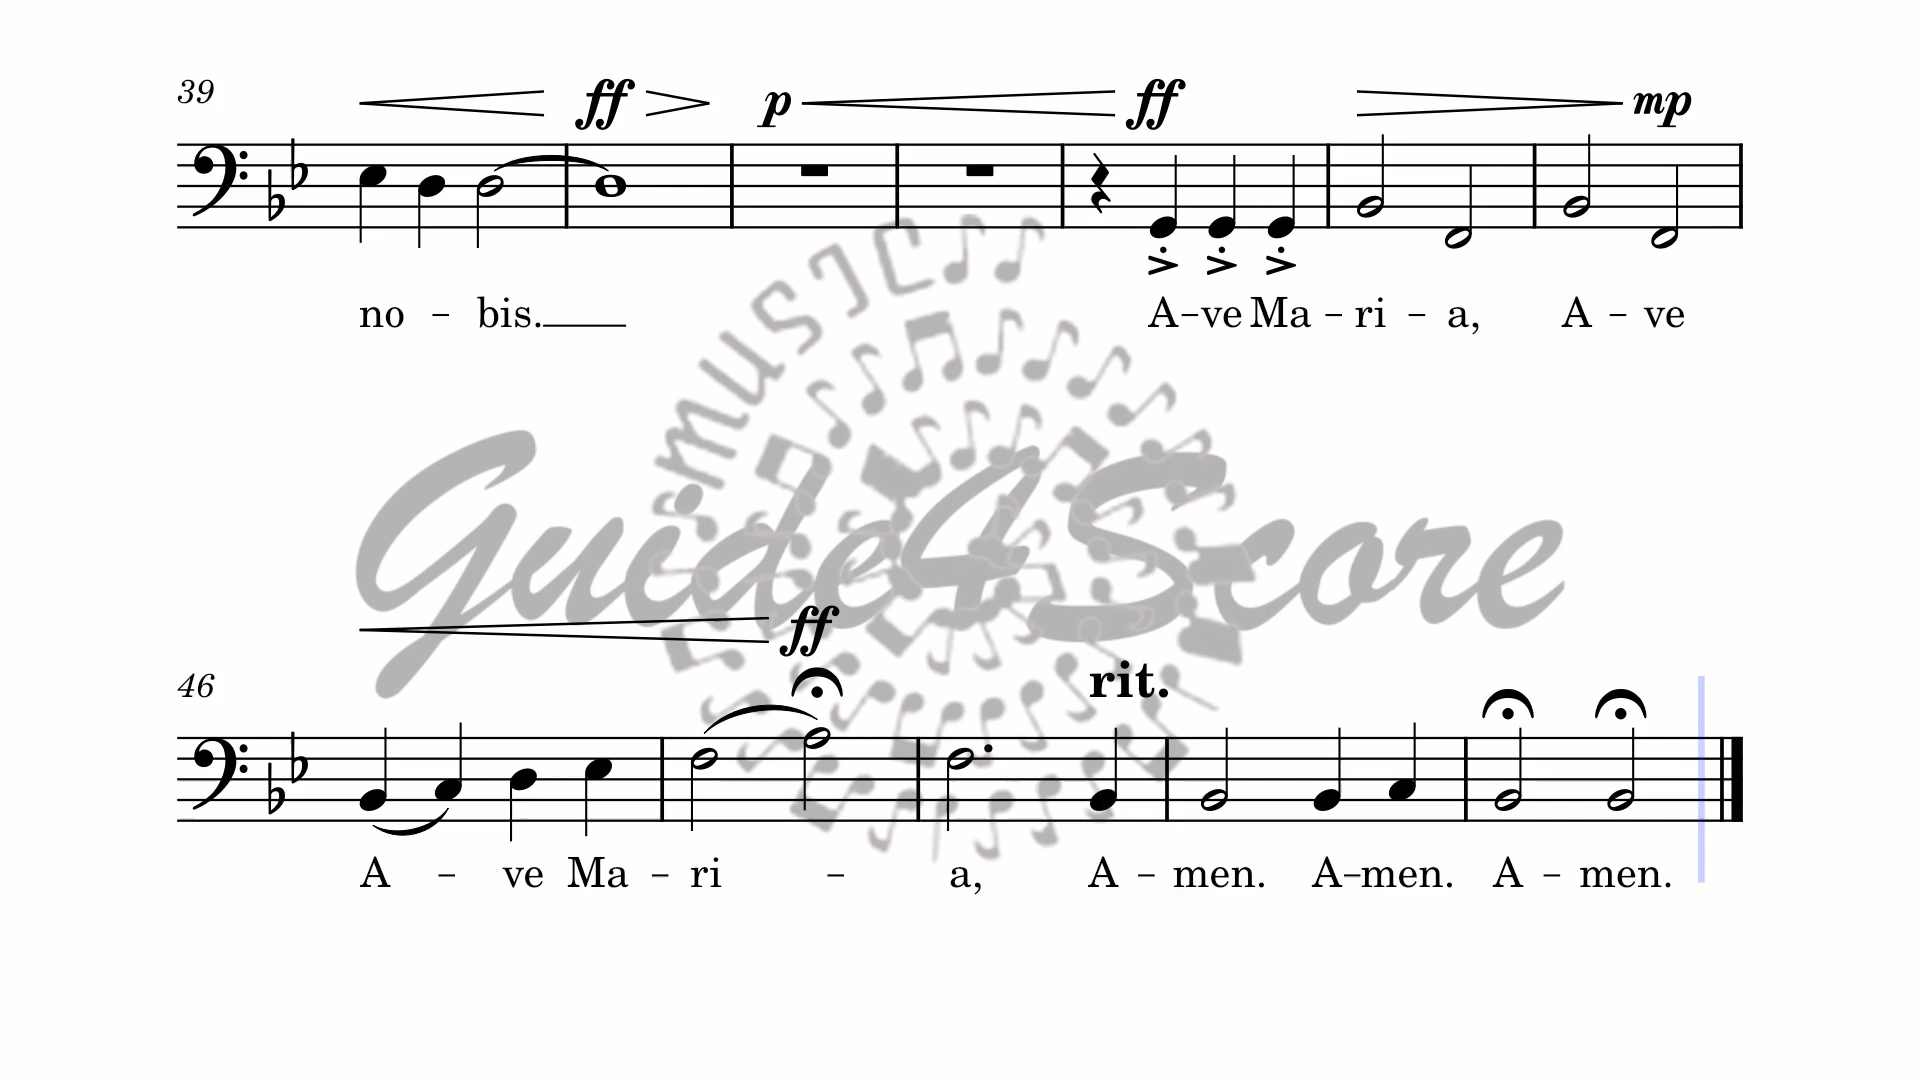 39
ff p ff mp
no - bis.
A-ve Ma - ri - a, A - ve
MUSIC
Guide4Score
ff
46
rit.
A - ve Ma - ri - a, A - men. A-men. A - men.